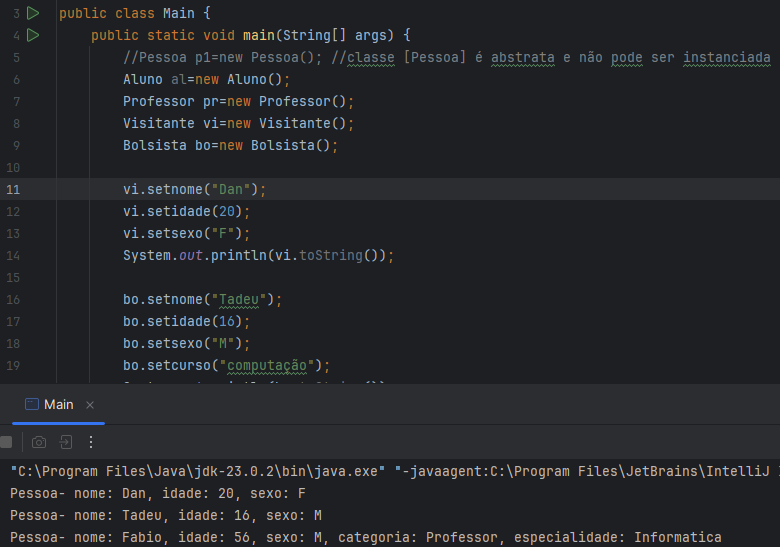 3 public class Main {
4 public static void main(String[] args) {
5 //Pessoa p1=new Pessoa(); //classe [Pessoa] é abstrata e não pode ser instanciada
6 Aluno al=new Aluno();
7 Professor pr=new Professor();
8 Visitante vi=new Visitante();
9 Bolsista bo=new Bolsista();
10
11 vi.setnome("Dan");
12 vi.setidade(20);
13 vi.setsexo("F");
14 System.out.println(vi.toString());
15
16 bo.setnome("Tadeu");
17 bo.setidade(16);
18 bo.setsexo("M");
19 bo.setcurso("computação");
Main
"C:\Program Files\Java\jdk-23.0.2\bin\java.exe" "-javaagent:C:\Program Files\JetBrains\IntelliJ
Pessoa- nome: Dan, idade: 20, sexo: F
Pessoa- nome: Tadeu, idade: 16, sexo: M
Pessoa- nome: Fabio, idade: 56, sexo: M, categoria: Professor, especialidade: Informatica